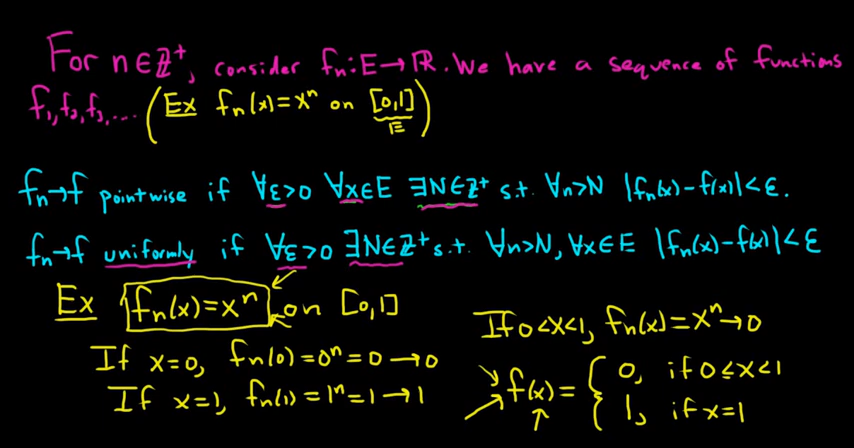 For n∈ℤ⁺, consider fₙ:E→ℝ. We have a sequence of functions
f₁, f₂, f₃, ... (Ex fₙ(x)=xⁿ on [0,1])
E
fₙ→f pointwise if ∀ε>0 ∀x∈E ∃N∈ℤ⁺ s.t. ∀n>N |fₙ(x)-f(x)|<ε.
fₙ→f uniformly if ∀ε>0 ∃N∈ℤ⁺ s.t. ∀n>N, ∀x∈E |fₙ(x)-f(x)|<ε
Ex fₙ(x)=xⁿ on [0,1]
If x=0, fₙ(0)=0ⁿ=0→0
If x=1, fₙ(1)=1ⁿ=1→1
If 0<x<1, fₙ(x)=xⁿ→0
f(x)= { 0, if 0≤x<1
1, if x=1